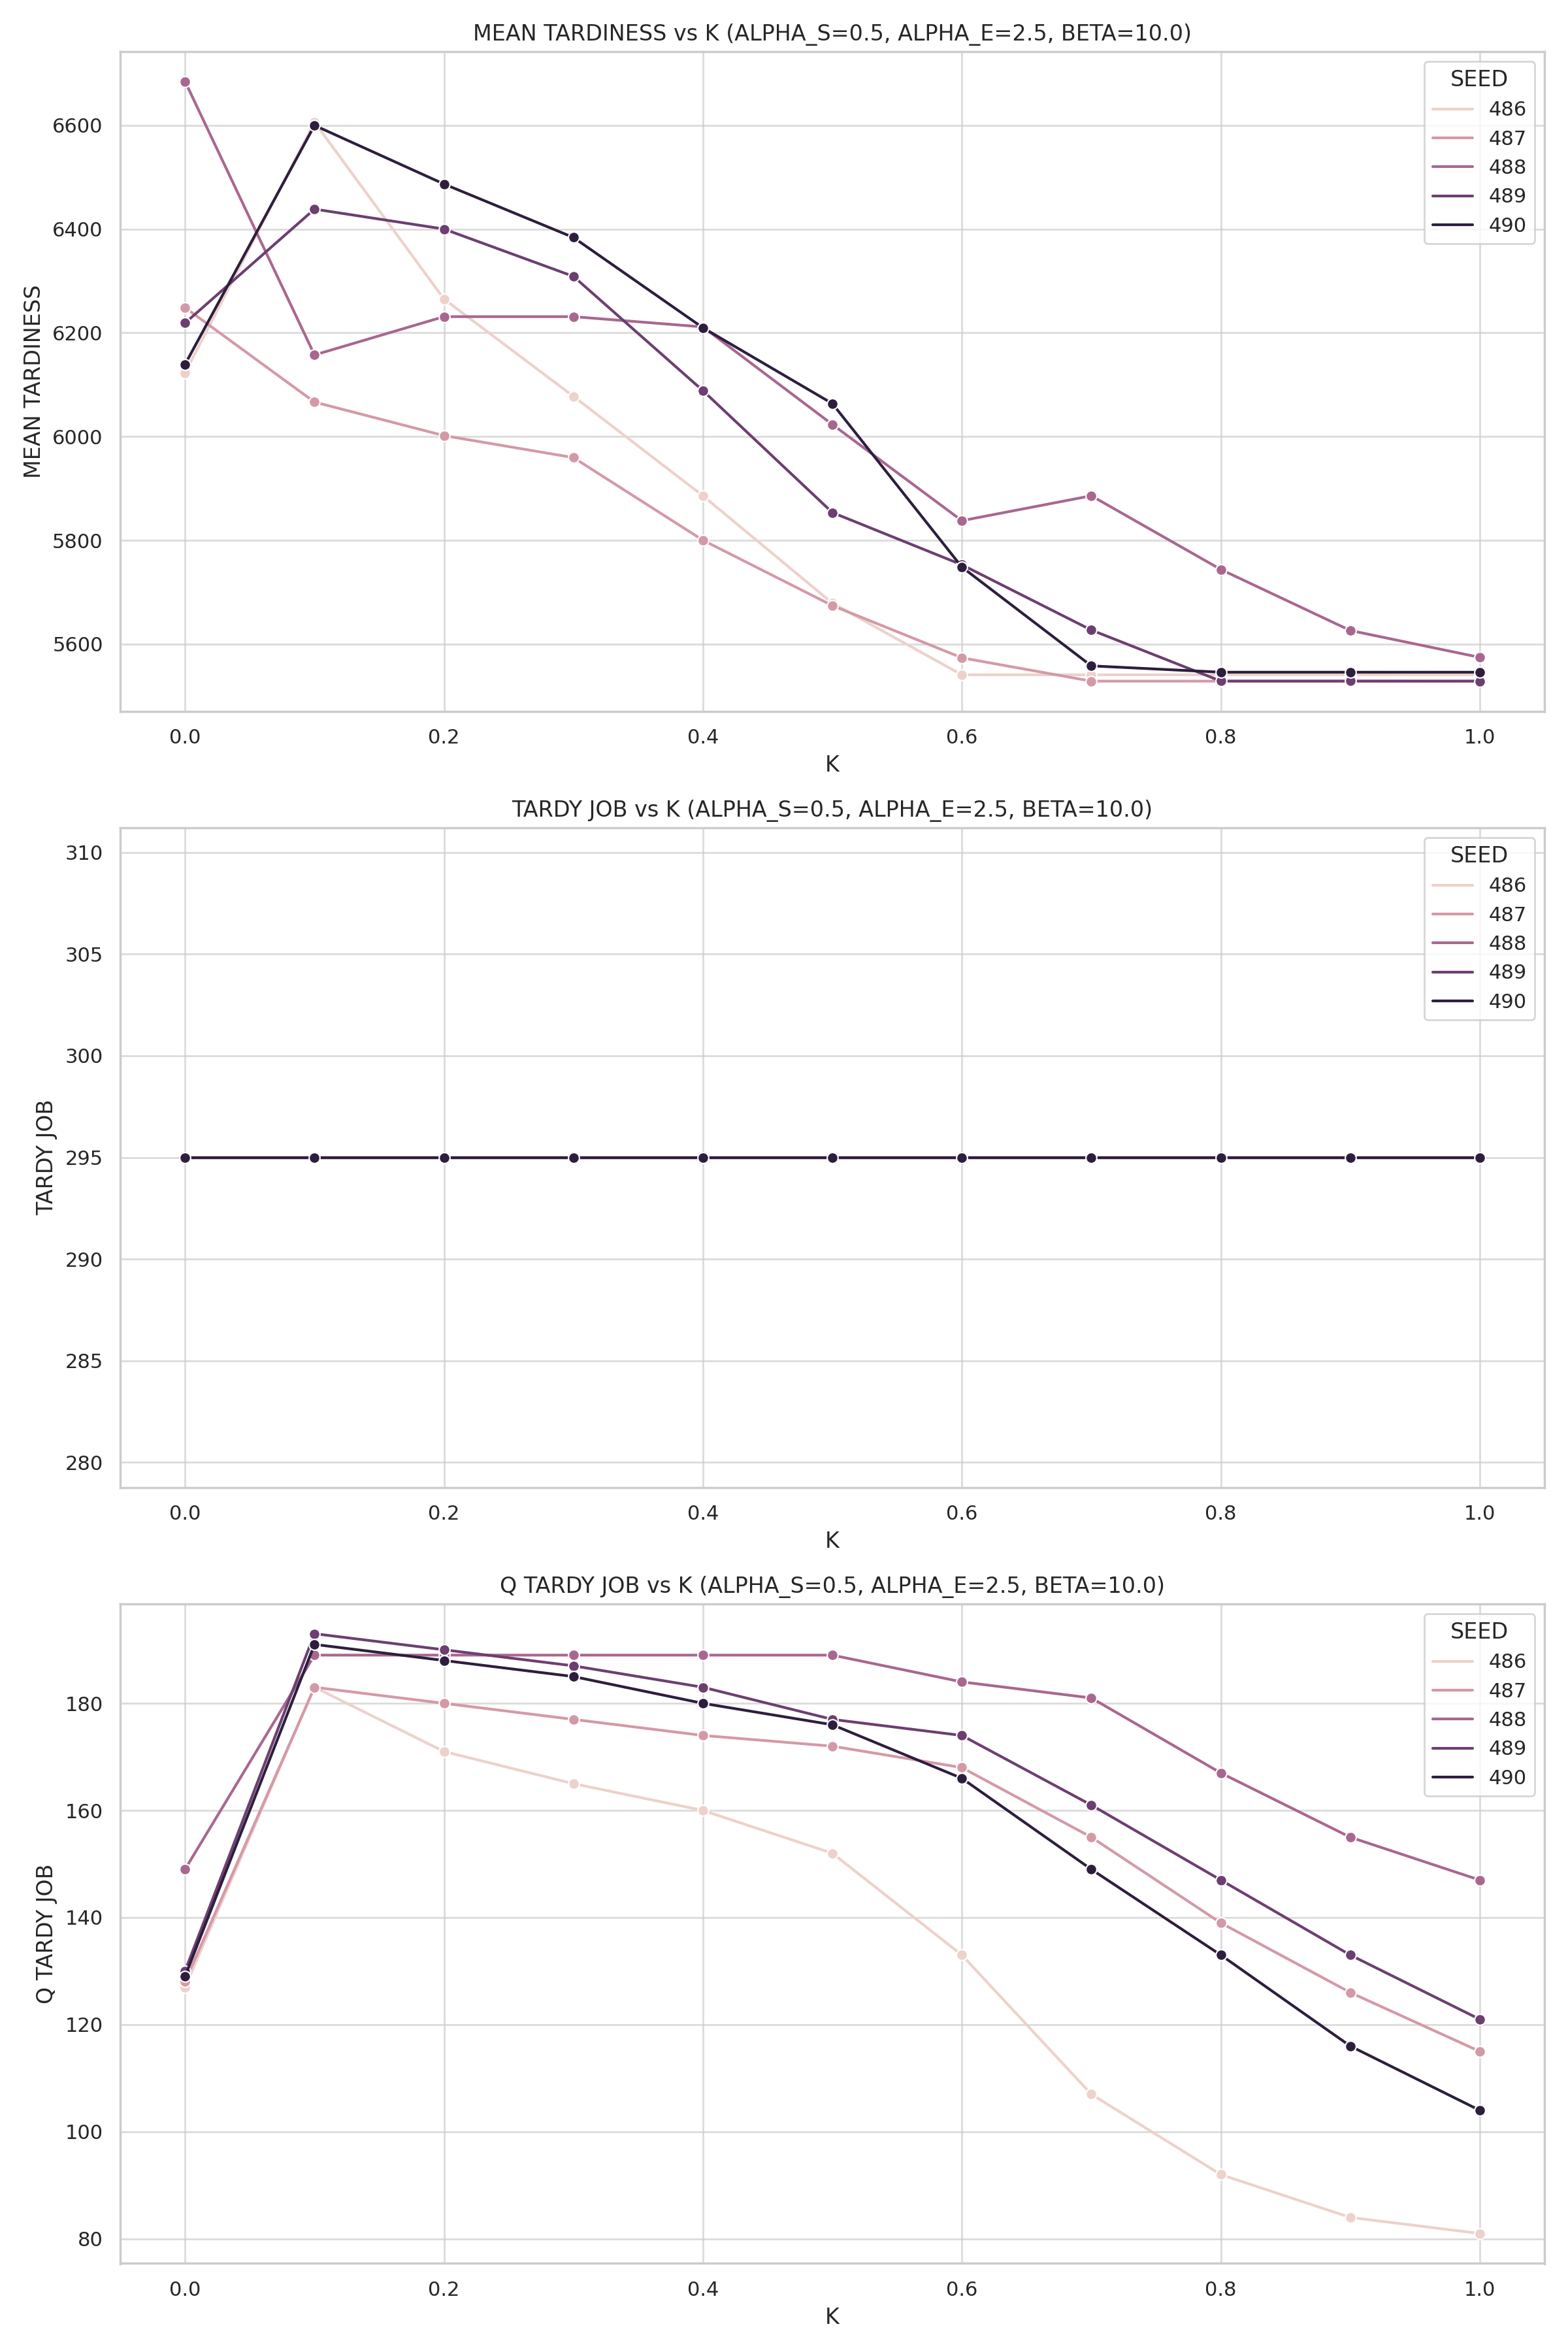 MEAN TARDINESS vs K (ALPHA_S=0.5, ALPHA_E=2.5, BETA=10.0)
SEED
486
487
488
489
490
6600
6400
6200
6000
5800
5600
MEAN TARDINESS
0.0 0.2 0.4 0.6 0.8 1.0
K
TARDY JOB vs K (ALPHA_S=0.5, ALPHA_E=2.5, BETA=10.0)
SEED
486
487
488
489
490
310
305
300
295
290
285
280
TARDY JOB
0.0 0.2 0.4 0.6 0.8 1.0
K
Q TARDY JOB vs K (ALPHA_S=0.5, ALPHA_E=2.5, BETA=10.0)
SEED
486
487
488
489
490
180
160
140
120
100
80
Q TARDY JOB
0.0 0.2 0.4 0.6 0.8 1.0
K